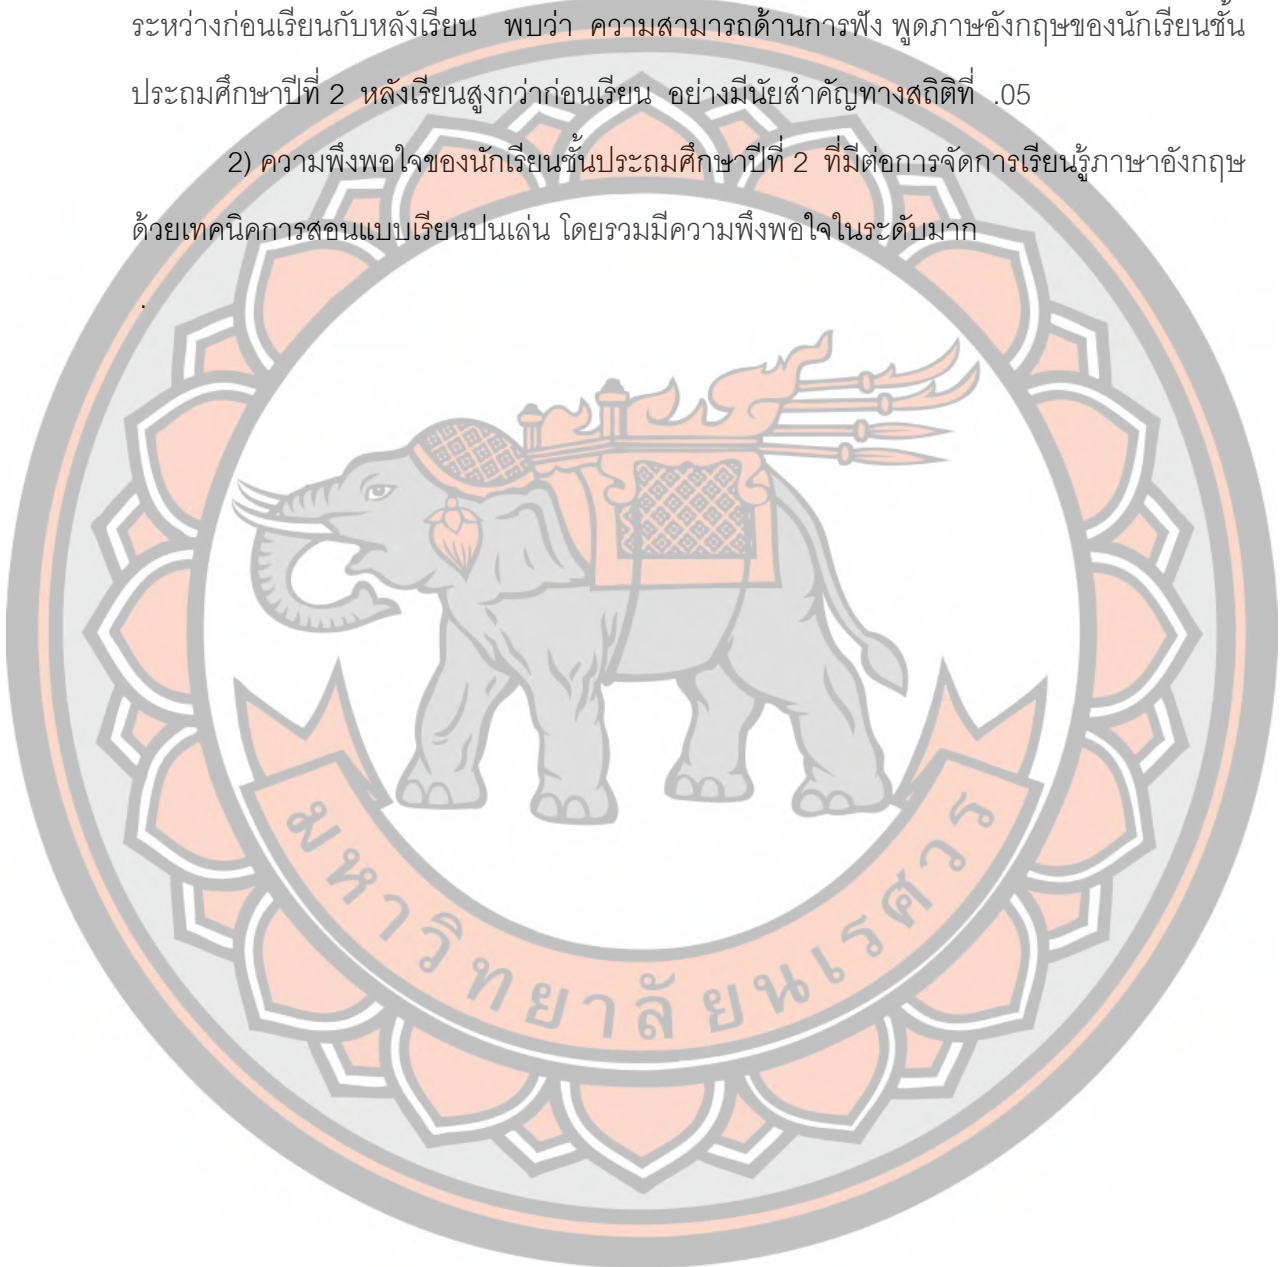 ระหว่างก่อนเรียนกับหลังเรียน พบว่า ความสามารถด้านการฟัง พูดภาษาอังกฤษของนักเรียนชั้น
ประถมศึกษาปีที่ 2 หลังเรียนสูงกว่าก่อนเรียน อย่างมีนัยสำคัญทางสถิติที่ .05
2) ความพึงพอใจของนักเรียนชั้นประถมศึกษาปีที่ 2 ที่มีต่อการจัดการเรียนรู้ภาษาอังกฤษ
ด้วยเทคนิคการสอนแบบเรียนปนเล่น โดยรวมมีความพึงพอใจในระดับมาก
.
มหาวิทยาลัยนเรศวร